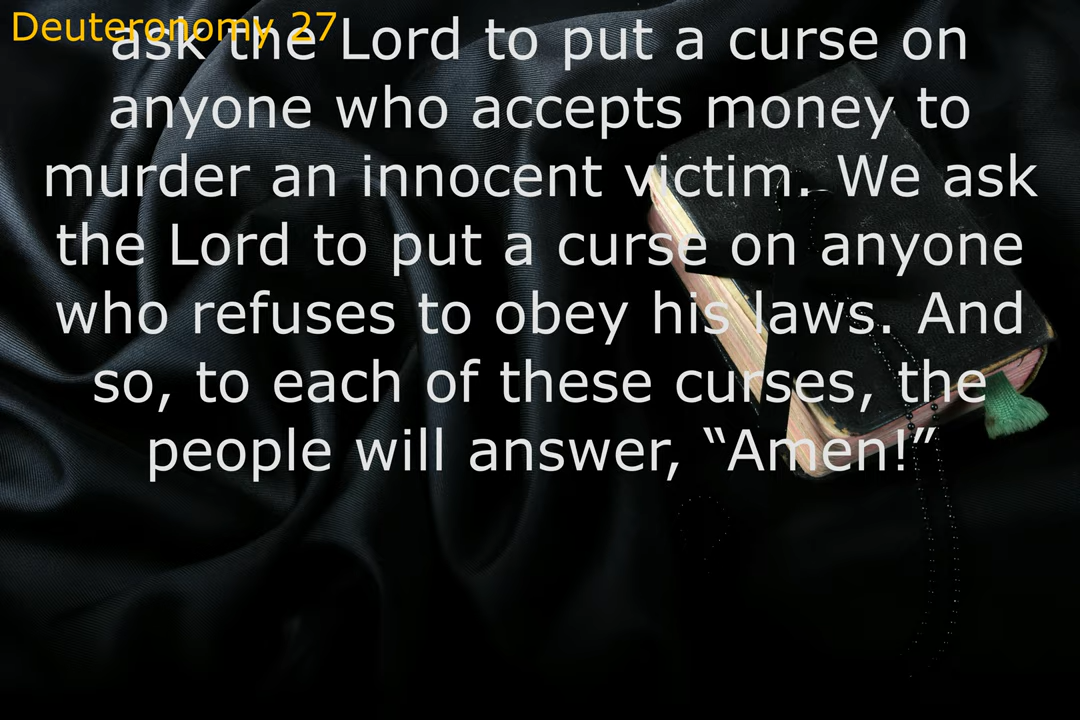 Deuteronomy 27
ask the Lord to put a curse on
anyone who accepts money to
murder an innocent victim. We ask
the Lord to put a curse on anyone
who refuses to obey his laws. And
so, to each of these curses, the
people will answer, “Amen!”